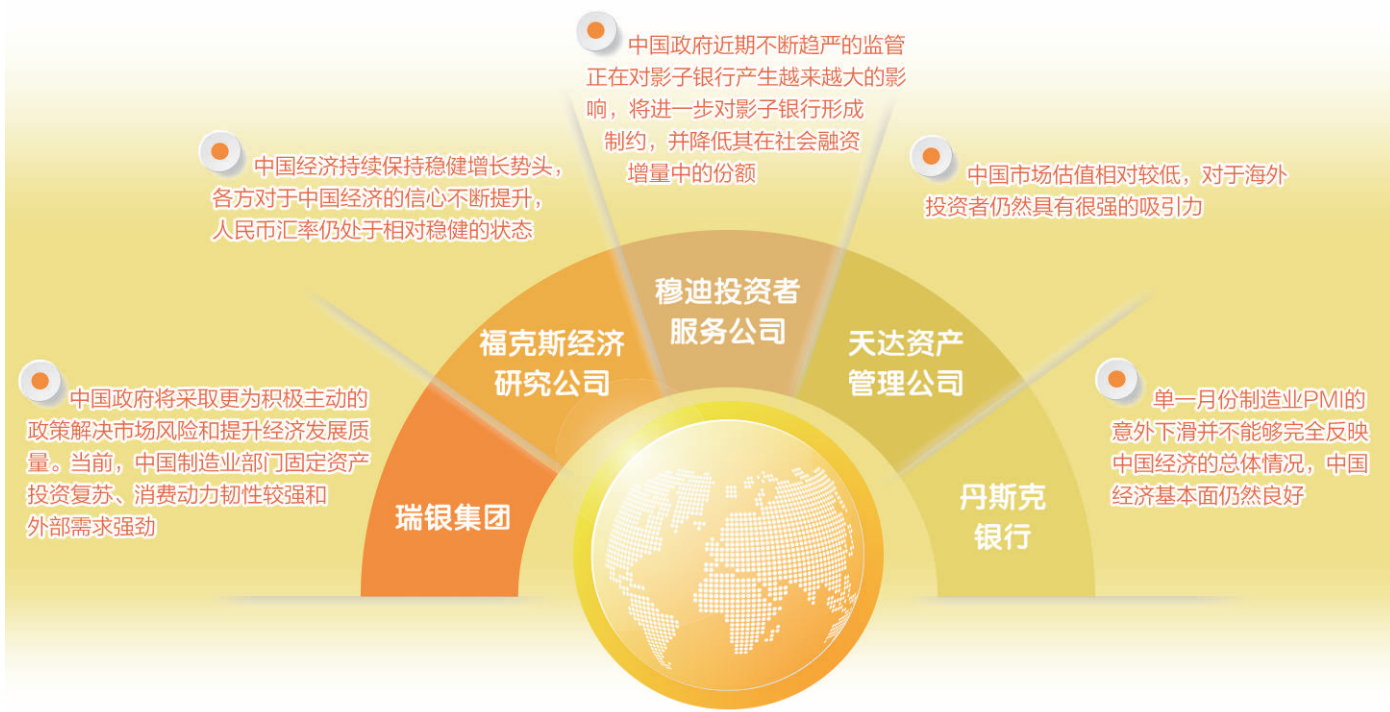 中国政府近期不断趋严的监管
正在对影子银行产生越来越大的影
响，将进一步对影子银行形成
制约，并降低其在社会融资
增量中的份额
中国经济持续保持稳健增长势头，
各方对于中国经济的信心不断提升，
人民币汇率仍处于相对稳健的状态
中国市场估值相对较低，对于海外
投资者仍然具有很强的吸引力
中国政府将采取更为积极主动的
政策解决市场风险和提升经济发展质
量。当前，中国制造业部门固定资产
投资复苏、消费动力韧性较强和
外部需求强劲
单一月份制造业PMI的
意外下滑并不能够完全反映
中国经济的总体情况，中国
经济基本面仍然良好
瑞银集团
福克斯经济
研究公司
穆迪投资者
服务公司
天达资产
管理公司
丹斯克
银行